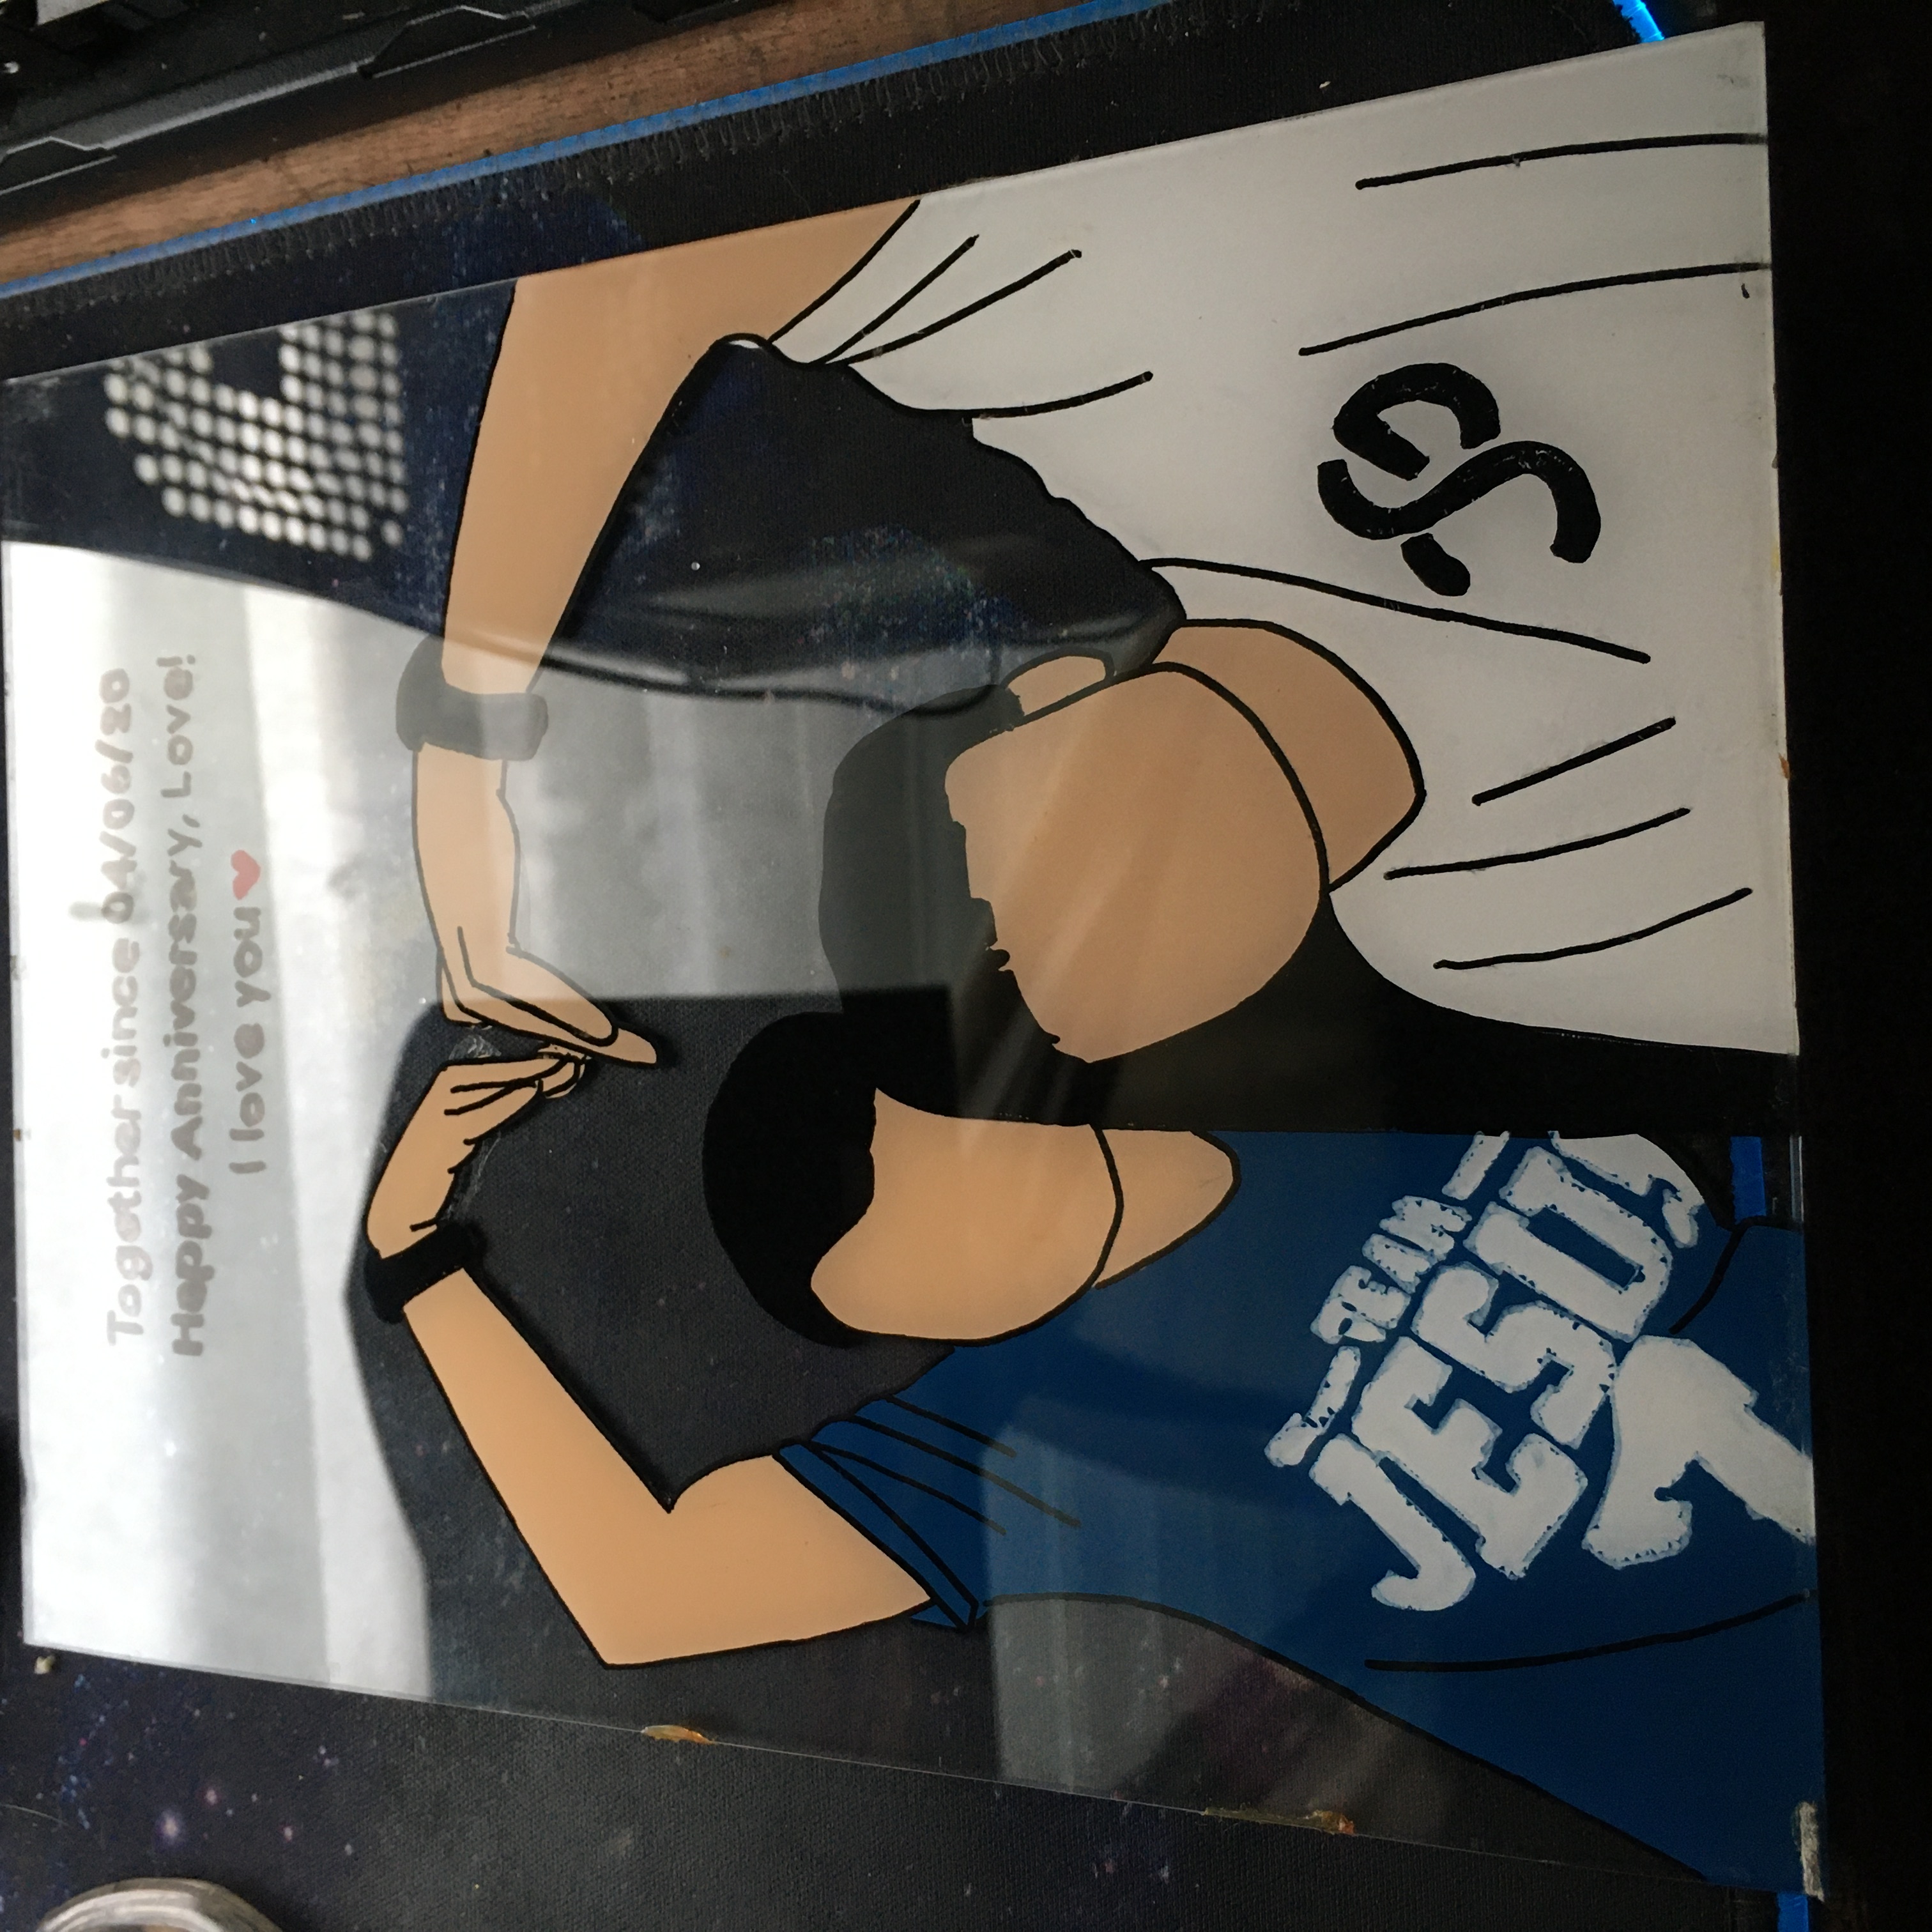 Together since 04/06/20
Happy Anniversary, Love!
I love you❤
TEAM
JESUS
7